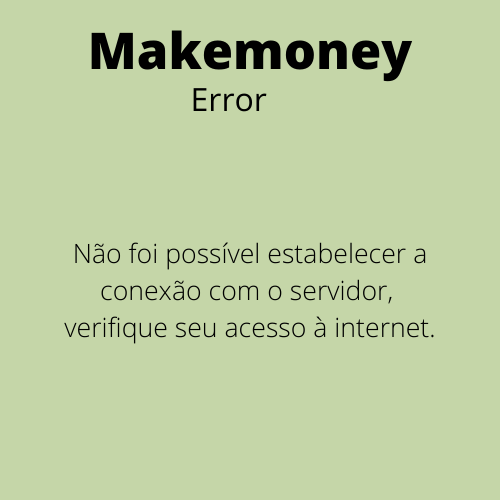 Makemoney
Error
Não foi possível estabelecer a
conexão com o servidor,
verifique seu acesso à internet.